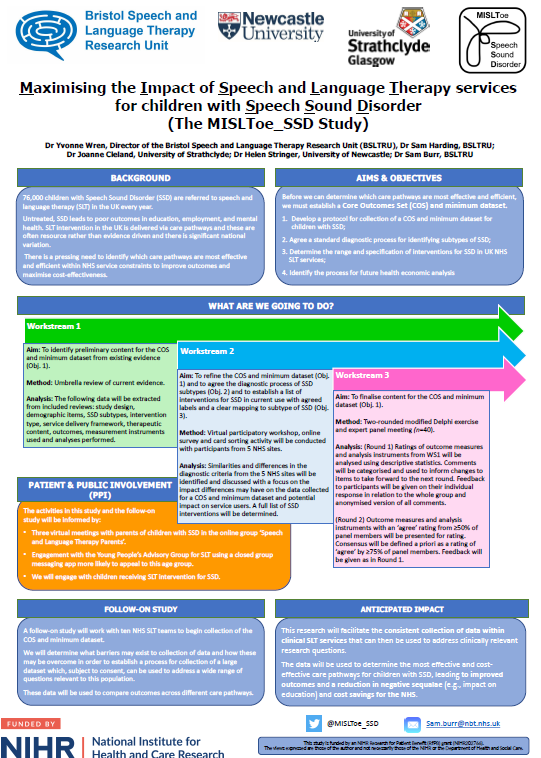 Bristol Speech and
Language Therapy
Research Unit
Newcastle
University
University of
Strathclyde
Glasgow
MISLToe
Speech
Sound
Disorder
Maximising the Impact of Speech and Language Therapy services
for children with Speech Sound Disorder
(The MISLToe_SSD Study)
Dr Yvonne Wren, Director of the Bristol Speech and Language Therapy Research Unit (BSLTRU), Dr Sam Harding, BSLTRU;
Dr Joanne Cleland, University of Strathclyde; Dr Helen Stringer, University of Newcastle; Dr Sam Burr, BSLTRU
BACKGROUND
76,000 children with Speech Sound Disorder (SSD) are referred to speech and
language therapy (SLT) in the UK every year.
Untreated, SSD leads to poor outcomes in education, employment, and mental
health. SLT intervention in the UK is delivered via care pathways and these are
often resource rather than evidence driven and there is significant national
variation.
There is a pressing need to identify which care pathways are most effective
and efficient within NHS service constraints to improve outcomes and
maximise cost-effectiveness.
AIMS & OBJECTIVES
Before we can determine which pathways are most effective and efficient,
we must establish a Core Outcomes Set (COS) and minimum dataset.
1. Develop a protocol for collection of a COS and minimum dataset for
children with SSD;
2. Agree a standard diagnostic process for identifying subtypes of SSD;
3. Determine the range and specification of interventions for SSD in UK NHS
SLT services;
4. Identify the process for future health economic analysis
WHAT ARE WE GOING TO DO?
Workstream 1
Aim: To identify preliminary content for the COS
and minimum dataset from existing evidence
(Obj. 1).
Method: Umbrella review of current evidence.
Analysis: The following data will be extracted
from included reviews: study design,
demographic items, SSD subtypes, intervention
type, service delivery framework, therapeutic
content, outcomes, measurement instruments
used and analyses performed.
Workstream 2
Aim: To refine the COS and minimum dataset (Obj.
1) and to agree the diagnostic process of SSD
subtypes (Obj. 2) and to establish a list of
interventions for SSD in current use with agreed
labels and a clear mapping to subtype of SSD (Obj.
3).
Method: Virtual participatory workshop, online
survey and card sorting activity will be conducted
with participants from 5 NHS sites.
Analysis: Similarities and differences in the
diagnostic criteria from the 5 NHS sites will be
identified and discussed with a focus on the
impact differences may have on the data collected
for a COS and minimum dataset and potential
impact on service users. A full list of SSD
interventions will be determined.
Workstream 3
Aim: To finalise content for the COS and minimum
dataset (Obj. 1).
Method: Two-rounded modified Delphi exercise
and expert panel meeting (n=40).
Analysis: (Round 1) Ratings of outcome measures
and analysis instruments from WS1 will be
analysed using descriptive statistics. Comments
will be categorised and used to inform changes to
items to take forward to the next round. Feedback
to participants will be given on their individual
response in relation to the whole group and
anonymised version of all comments.
(Round 2) Outcome measures and analysis
instruments with an 'agree' rating from ≥50% of
panel members will be presented for rating.
Consensus will be defined a priori as a rating of
'agree' by ≥75% of panel members. Feedback will
be given as in Round 1.
PATIENT & PUBLIC INVOLVEMENT
(PPI)
The activities in this study and the follow-on
study will be informed by:
• Three virtual meetings with parents of children with SSD in the online group 'Speech
and Language Therapy Parents'.
• Engagement with the Young People's Advisory Group for SLT using a closed group
messaging app more likely to appeal to this age group.
• We will engage with children receiving SLT intervention for SSD.
FOLLOW-ON STUDY
A follow-on study will work with ten NHS SLT teams to begin collection of the
COS and minimum dataset.
We will determine what barriers may exist to collection of data and how these
may be overcome in order to establish a process for collection of a large
dataset which, subject to consent, can be used to address a wide range of
questions relevant to this population.
These data will be used to compare outcomes across different care pathways.
ANTICIPATED IMPACT
This research will facilitate the consistent collection of data within
clinical SLT services that can then be used to address clinically relevant
research questions.
The data will be used to determine the most effective and cost-
effective care pathways for children with SSD, leading to improved
outcomes and a reduction in negative sequalae [e.g., impact on
education] and cost savings for the NHS.
FUNDED BY
NIHR
National Institute for
Health and Care Research
@MISLToe_SSD
Sam.burr@nbt.nhs.uk
This study is funded by an NIHR Research for Patient Benefit (RfPB) grant
The views expressed are those of the author and not necessarily those of the NIHR or the Department of Health and Social Care.